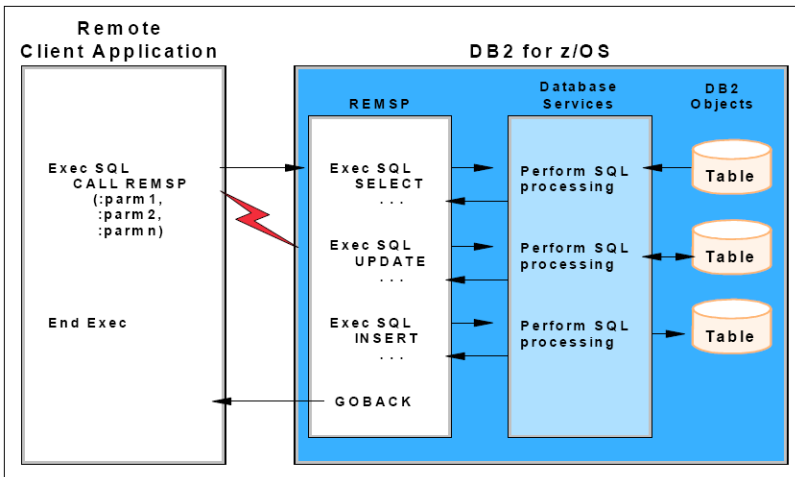 Remote
Client Application
DB2 for z/OS
REMSP
Database
Services
DB2
Objects
Exec SQL
CALL REMSP
(:parm1,
:parm2,
:parmn)
End Exec
Exec SQL
SELECT
...
Exec SQL
UPDATE
...
Exec SQL
INSERT
...
GOBACK
Perform SQL
processing
Perform SQL
processing
Perform SQL
processing
Table
Table
Table